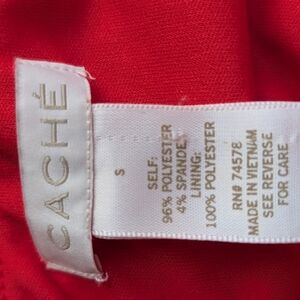 CACHÉ
S
SELF:
96% POLYESTER
4% SPANDEX
LINING:
100% POLYESTER
RN# 74578
MADE IN VIETNAM
SEE REVERSE
FOR CARE